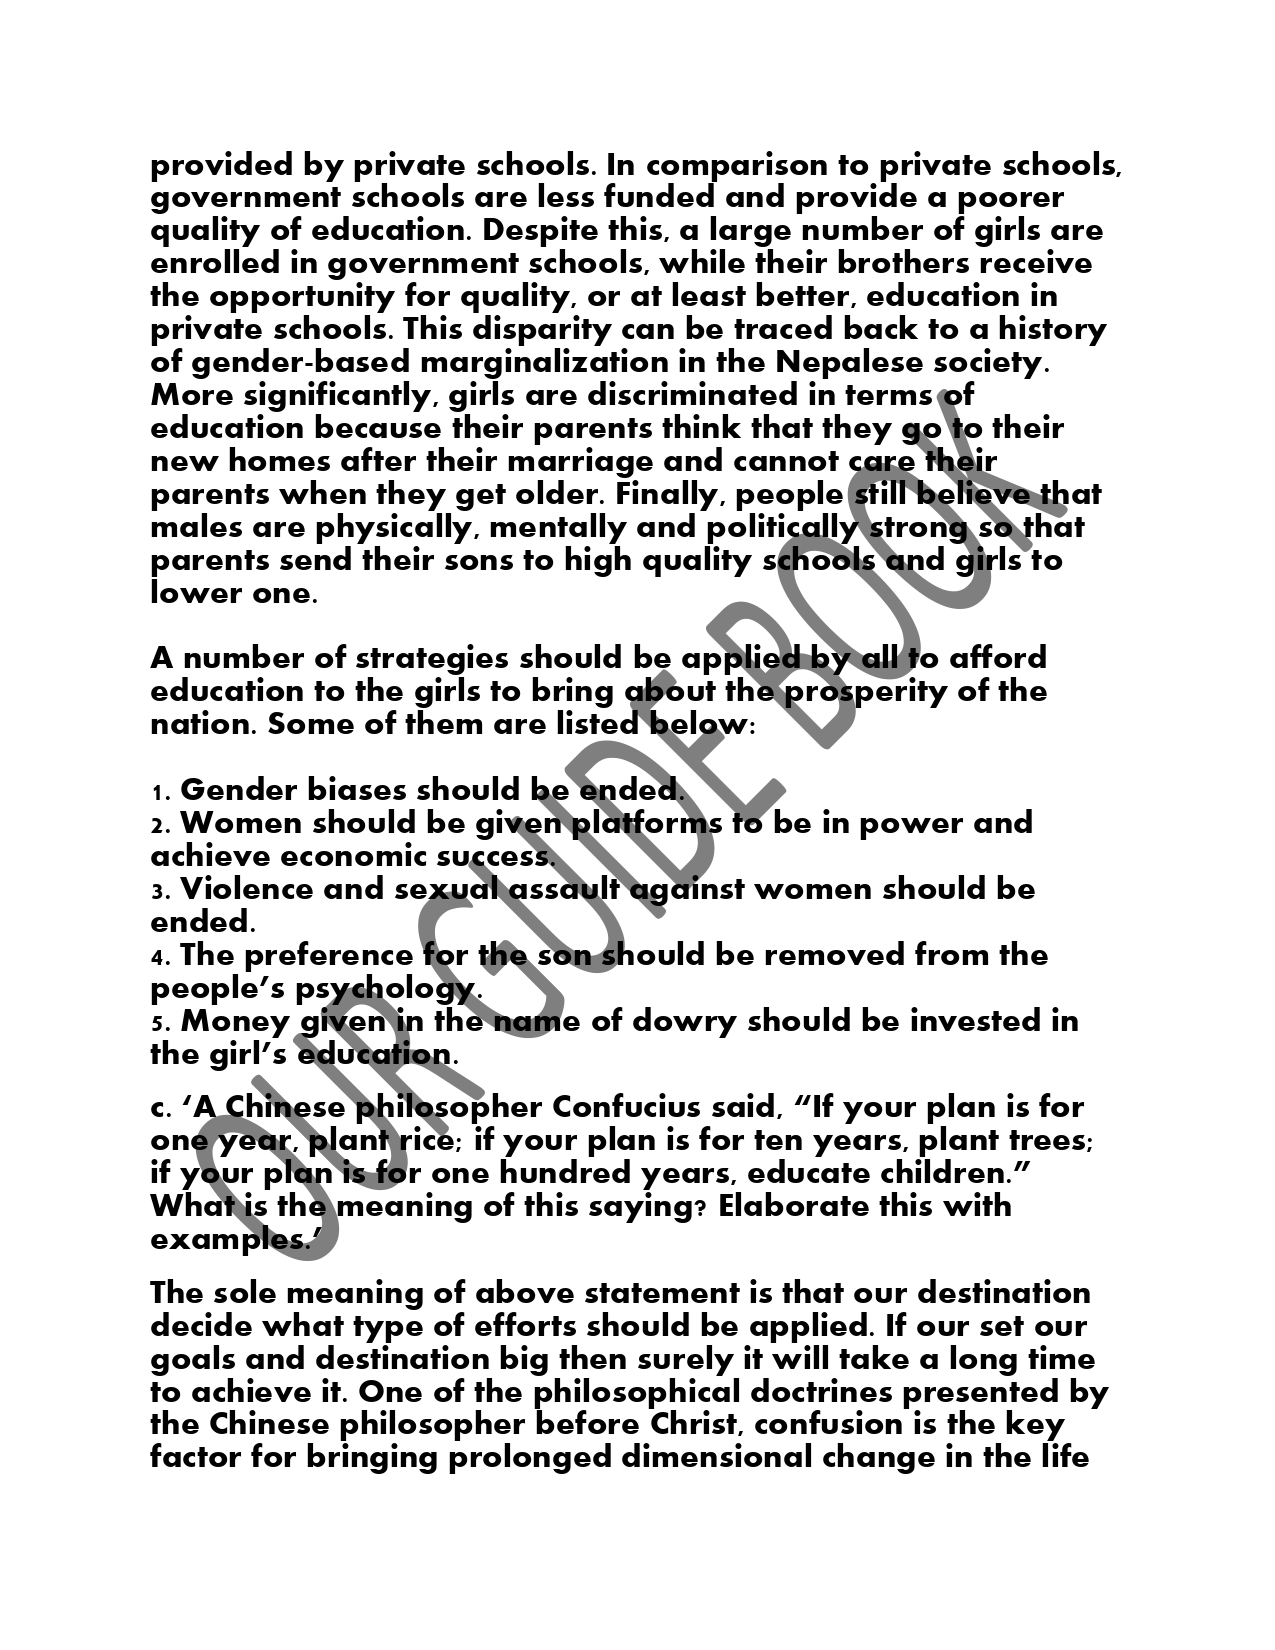 provided by private schools. In comparison to private schools,
government schools are less funded and provide a poorer
quality of education. Despite this, a large number of girls are
enrolled in government schools, while their brothers receive
the opportunity for quality, or at least better, education in
private schools. This disparity can be traced back to a history
of gender-based marginalization in the Nepalese society.
More significantly, girls are discriminated in terms of
education because their parents think that they go to their
new homes after their marriage and cannot care their
parents when they get older. Finally, people still believe that
males are physically, mentally and politically strong so that
parents send their sons to high quality schools and girls to
lower one.
A number of strategies should be applied by all to afford
education to the girls to bring about the prosperity of the
nation. Some of them are listed below:
1. Gender biases should be ended.
2. Women should be given platforms to be in power and
achieve economic success.
3. Violence and sexual assault against women should be
ended.
4. The preference for the son should be removed from the
people’s psychology.
5. Money given in the name of dowry should be invested in
the girl’s education.
c. ‘A Chinese philosopher Confucius said, “If your plan is for
one year, plant rice; if your plan is for ten years, plant trees;
if your plan is for one hundred years, educate children.”
What is the meaning of this saying? Elaborate this with
examples.’
The sole meaning of above statement is that our destination
decide what type of efforts should be applied. If our set our
goals and destination big then surely it will take a long time
to achieve it. One of the philosophical doctrines presented by
the Chinese philosopher before Christ, confusion is the key
factor for bringing prolonged dimensional change in the life
OUR GUIDE BOOK